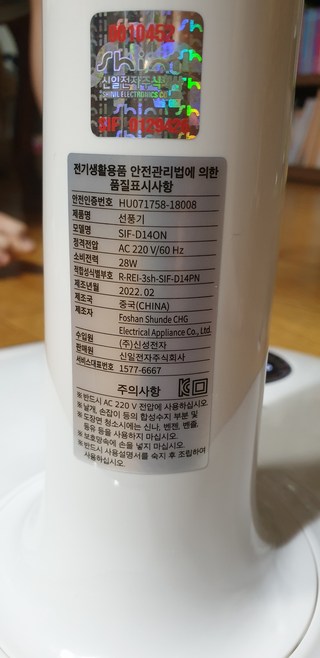 0010452
shinil
신일전자주식
SHINIL ELECTRONICS CO
전기생활용품 안전관리법에 의한
품질표시사항
안전인증번호 HU071758-18008
제품명 선풍기
모델명 SIF-D14ON
정격전압 AC 220 V/60 Hz
소비전력 28W
적합성식별부호 R-REI-3sh-SIF-D14PN
제조년월 2022. 02
제조국 중국(CHINA)
제조자 Foshan Shunde CHG
Electrical Appliance Co., Ltd.
수입원 (주)신성전자
판매원 신일전자주식회사
서비스대표번호 1577-6667
주의사항
※ 반드시 AC 220 V 전압에 사용하십시오.
※ 날개, 손잡이 등의 합성수지 부분 및
도장면 청소시에는 신나, 벤젠, 벤졸,
등유 등을 사용하지 마십시오.
※ 보호망속에 손을 넣지 마십시오.
※ 반드시 사용설명서를 숙지 후 조립하여
사용하십시오.